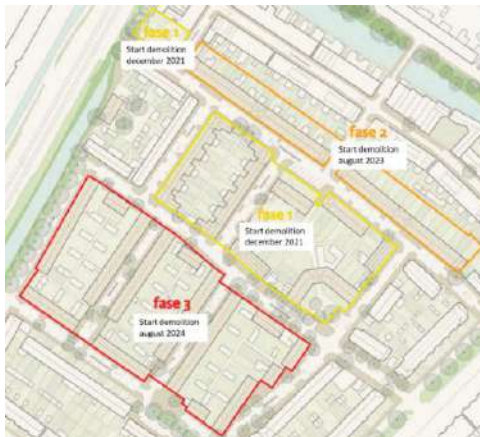 fase 1
Start demolition
december 2021
fase 2
Start demolition
august 2023
fase 1
Start demolition
december 2021
fase 3
Start demolition
august 2024